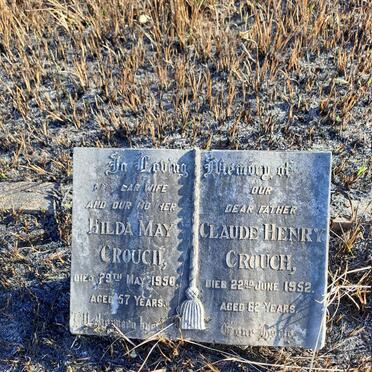 In Loving Memory of
MY DEAR WIFE
AND OUR MOTHER
HILDA MAY
CROUCH,
DIED 29TH MAY 1950,
AGED 57 YEARS.
OUR
DEAR FATHER
CLAUDE HENRY
CROUCH,
DIED 22ND JUNE 1952,
AGED 62 YEARS.